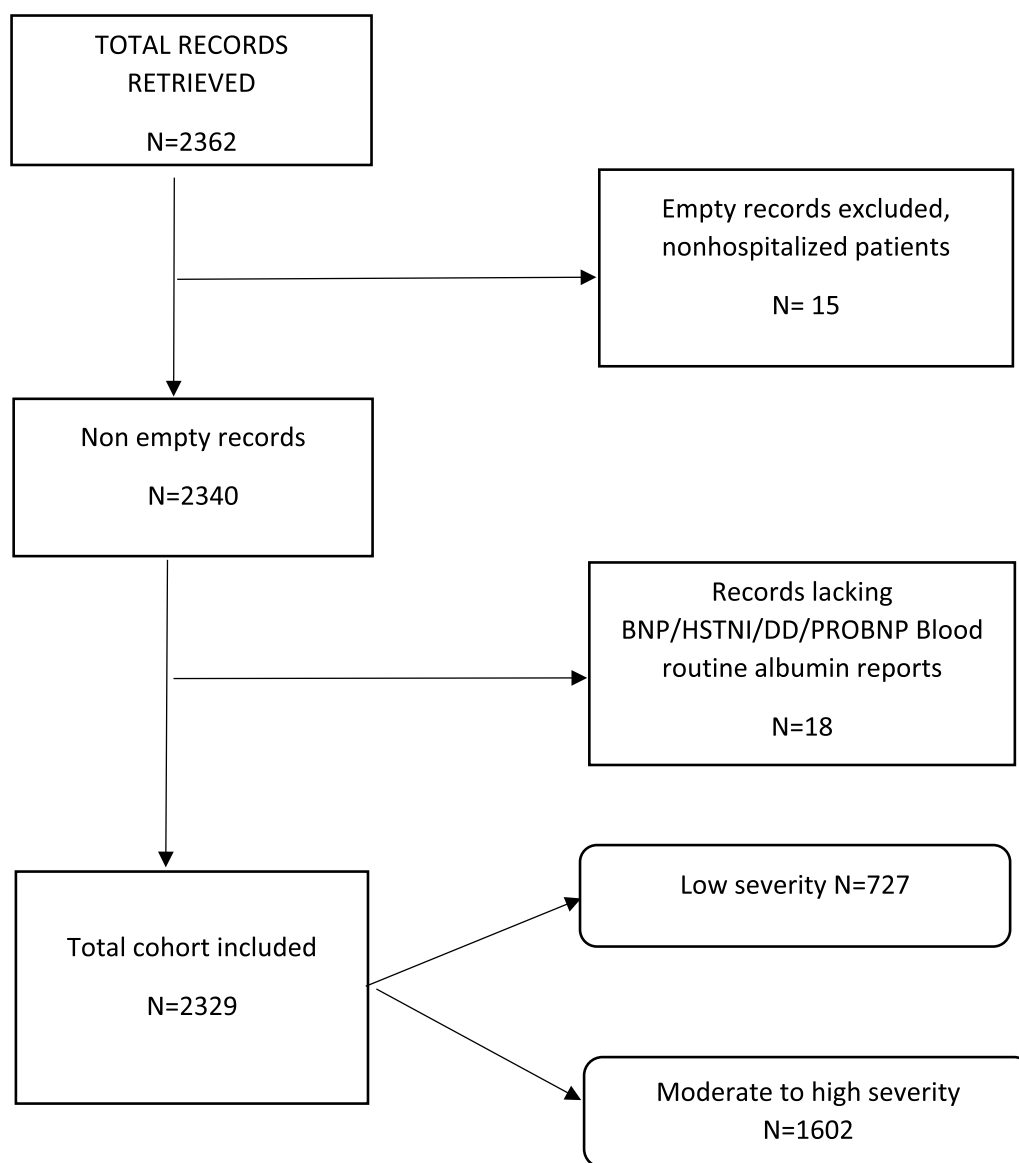 TOTAL RECORDS
RETRIEVED
N=2362
Empty records excluded,
nonhospitalized patients
N= 15
Non empty records
N=2340
Records lacking
BNP/HSTNI/DD/PROBNP Blood
routine albumin reports
N=18
Low severity N=727
Total cohort included
N=2329
Moderate to high severity
N=1602